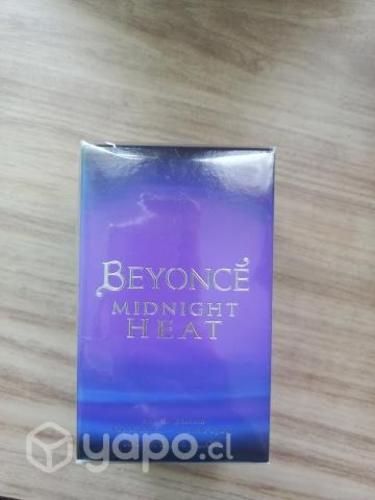 BEYONCÉ
MIDNIGHT
HEAT
yapo.cl